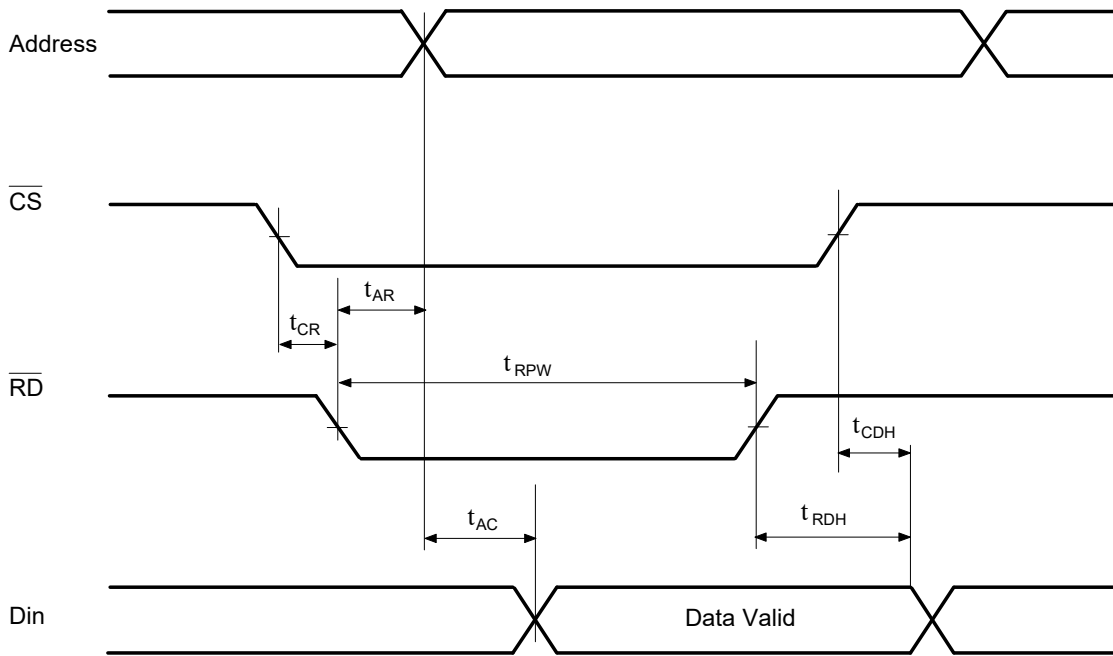 Address
CS
tAR
tCR
tRPW
RD
tCDH
tRDH
tAC
Din
Data Valid